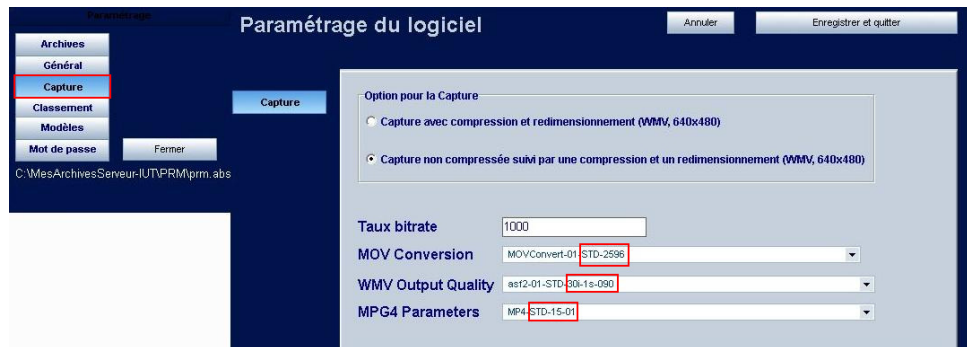 Paramétrage
Paramétrage du logiciel
Annuler
Enregistrer et quitter
Archives
Général
Capture
Classement
Modèles
Mot de passe
Fermer
C:\MesArchivesServeur-IUT\PRM\prm.abs
Capture
Option pour la Capture
Capture avec compression et redimensionnement (WMV, 640x480)
Capture non compressée suivi par une compression et un redimensionnement (WMV, 640x480)
Taux bitrate
1000
MOV Conversion
MOVConvert-01-STD-2596
WMV Output Quality
asf2-01-STD-30i-1s-090
MPG4 Parameters
MP4-STD-15-01